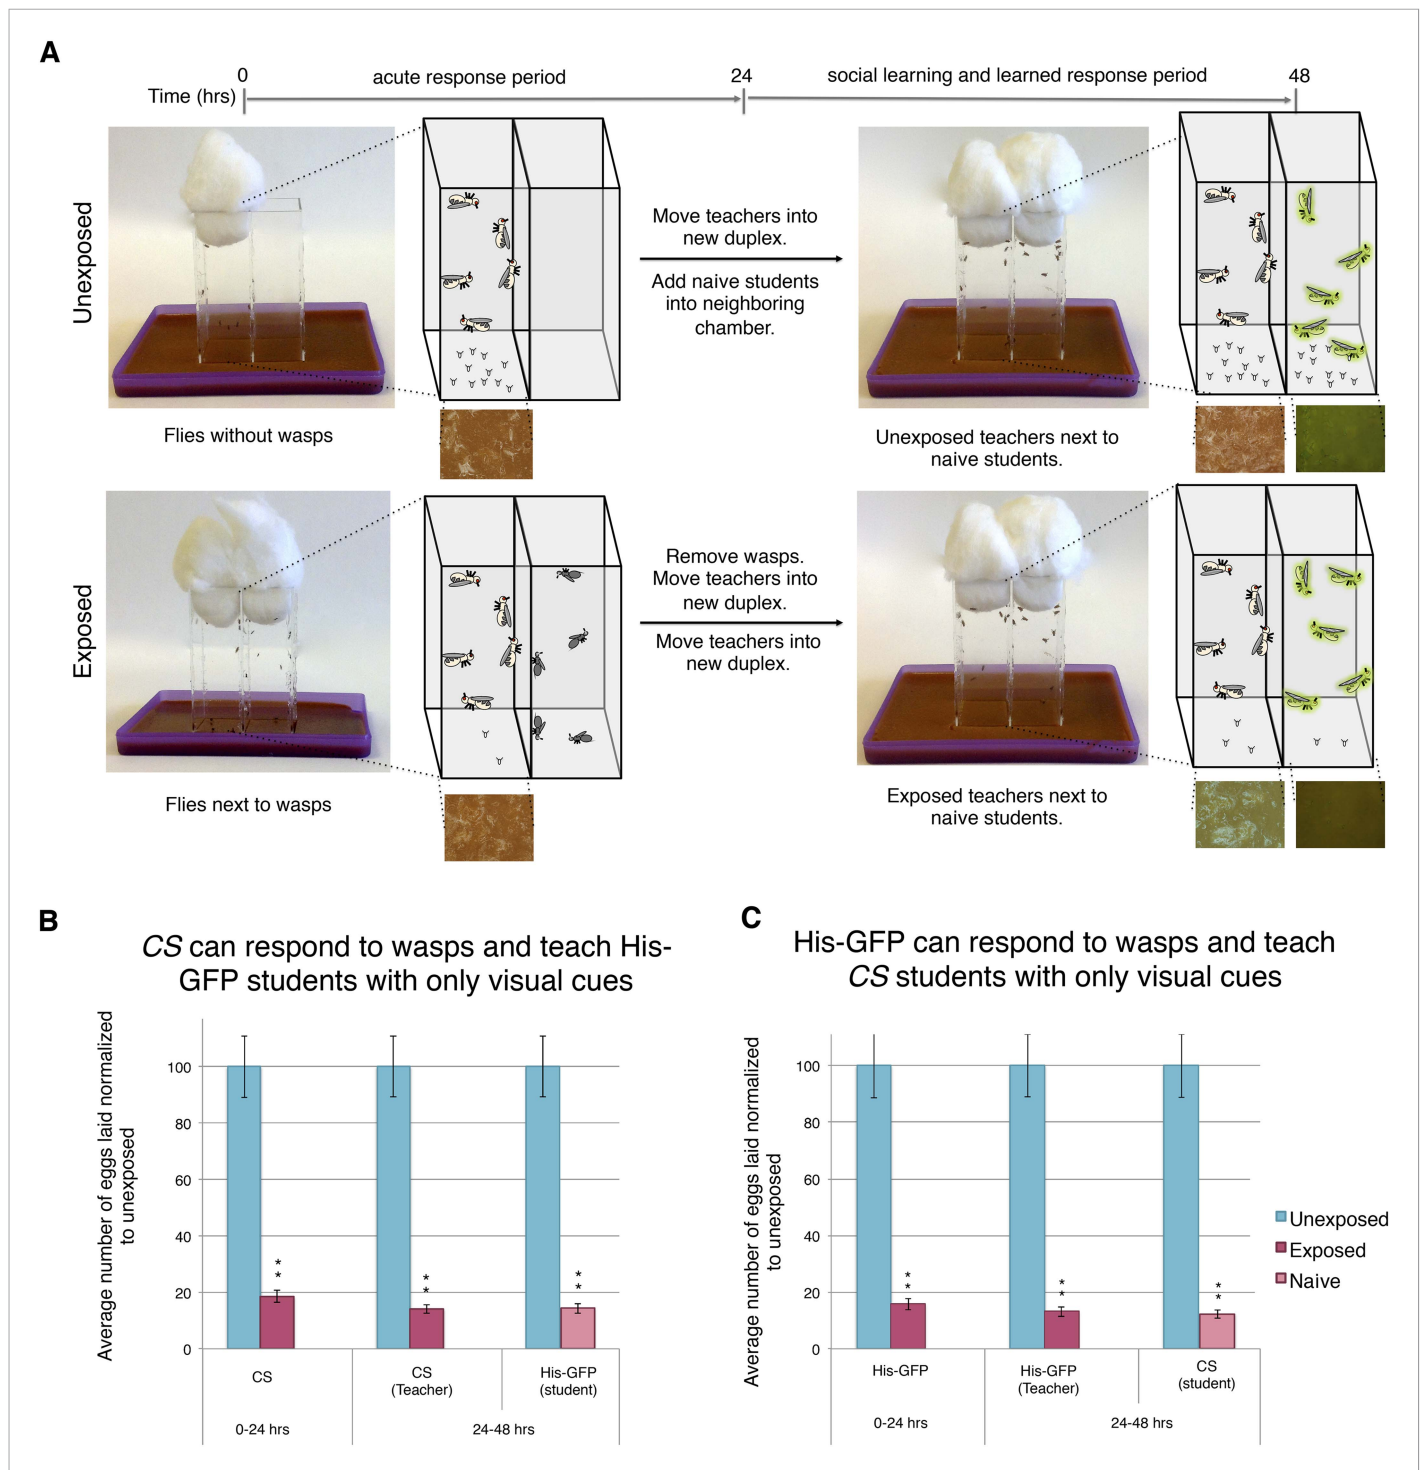 A
0
acute response period
24
social learning and learned response period
48
Time (hrs)
Unexposed
Move teachers into
new duplex.
Add naive students
into neighboring
chamber.
Flies without wasps
Unexposed teachers next to
naive students.
Exposed
Remove wasps.
Move teachers into
new duplex.
Move teachers into
new duplex.
Flies next to wasps
Exposed teachers next to
naive students.
B
CS can respond to wasps and teach His-
GFP students with only visual cues
Average number of eggs laid normalized
to unexposed
100
80
60
40
20
0
*
*
*
*
*
*
CS
CS
(Teacher)
His-GFP
(student)
0-24 hrs
24-48 hrs
C
His-GFP can respond to wasps and teach
CS students with only visual cues
Average number of eggs laid normalized
to unexposed
100
80
60
40
20
0
*
*
*
*
*
*
His-GFP
His-GFP
(Teacher)
CS
(student)
0-24 hrs
24-48 hrs
Unexposed
Exposed
Naive